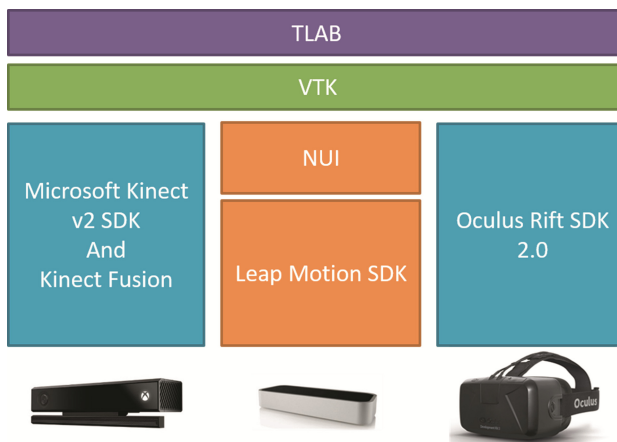 TLAB
VTK
Microsoft Kinect
v2 SDK
And
Kinect Fusion
NUI
Leap Motion SDK
Oculus Rift SDK
2.0
Oculus